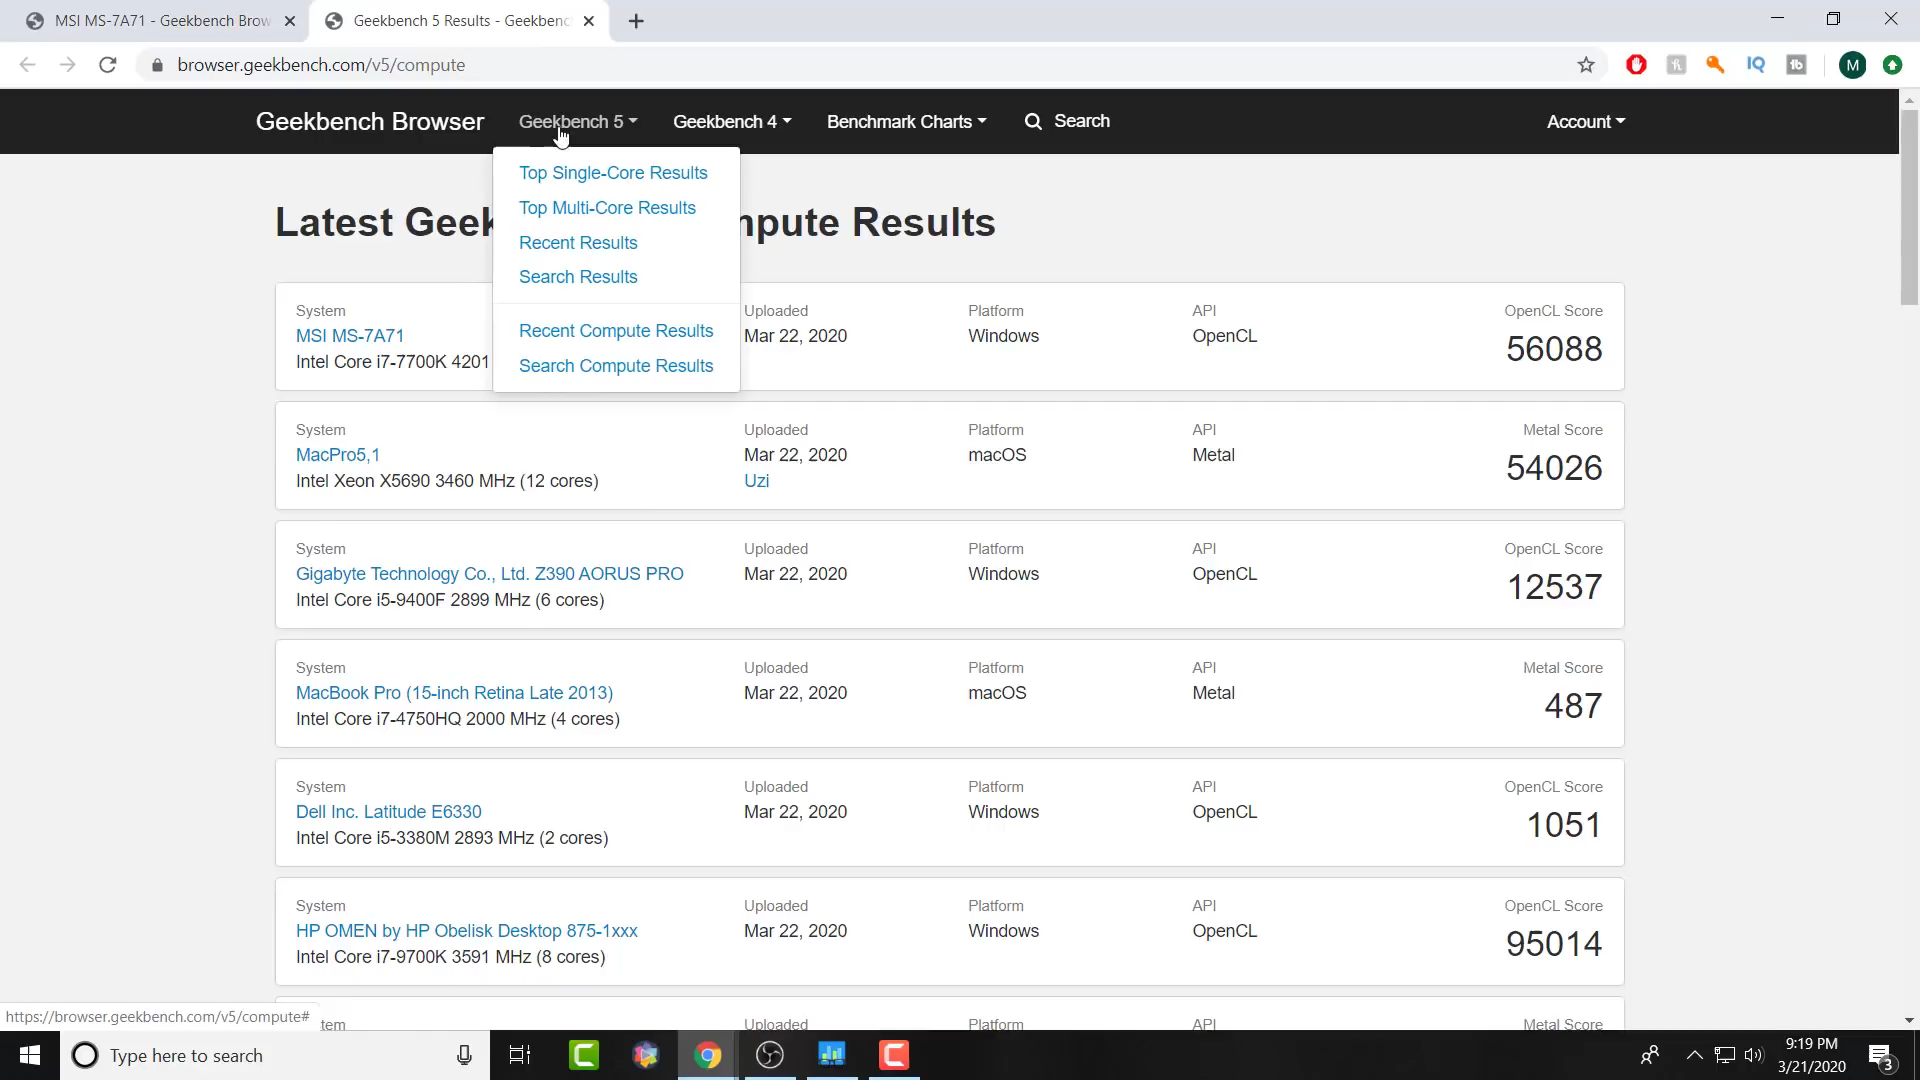 MSI MS-7A71 - Geekbench Brow
Geekbench 5 Results - Geekbenc
browser.geekbench.com/v5/compute
IQ
M
Geekbench Browser
Geekbench 5
Geekbench 4
Benchmark Charts
Search
Account
Top Single-Core Results
Top Multi-Core Results
Recent Results
Search Results
Recent Compute Results
Search Compute Results
Latest Geek
mpute Results
System
Uploaded
Platform
API
OpenCL Score
MSI MS-7A71
Mar 22, 2020
Windows
OpenCL
56088
Intel Core i7-7700K 4201
System
Uploaded
Platform
API
Metal Score
MacPro5,1
Mar 22, 2020
macOS
Metal
54026
Intel Xeon X5690 3460 MHz (12 cores)
Uzi
System
Uploaded
Platform
API
OpenCL Score
Gigabyte Technology Co., Ltd. Z390 AORUS PRO
Mar 22, 2020
Windows
OpenCL
12537
Intel Core i5-9400F 2899 MHz (6 cores)
System
Uploaded
Platform
API
Metal Score
MacBook Pro (15-inch Retina Late 2013)
Mar 22, 2020
macOS
Metal
487
Intel Core i7-4750HQ 2000 MHz (4 cores)
System
Uploaded
Platform
API
OpenCL Score
Dell Inc. Latitude E6330
Mar 22, 2020
Windows
OpenCL
1051
Intel Core i5-3380M 2893 MHz (2 cores)
System
Uploaded
Platform
API
OpenCL Score
HP OMEN by HP Obelisk Desktop 875-1xxx
Mar 22, 2020
Windows
OpenCL
95014
Intel Core i7-9700K 3591 MHz (8 cores)
https://browser.geekbench.com/v5/compute#
tem
Uploaded
Platform
API
Metal Score
Type here to search
9:19 PM
3/21/2020
3